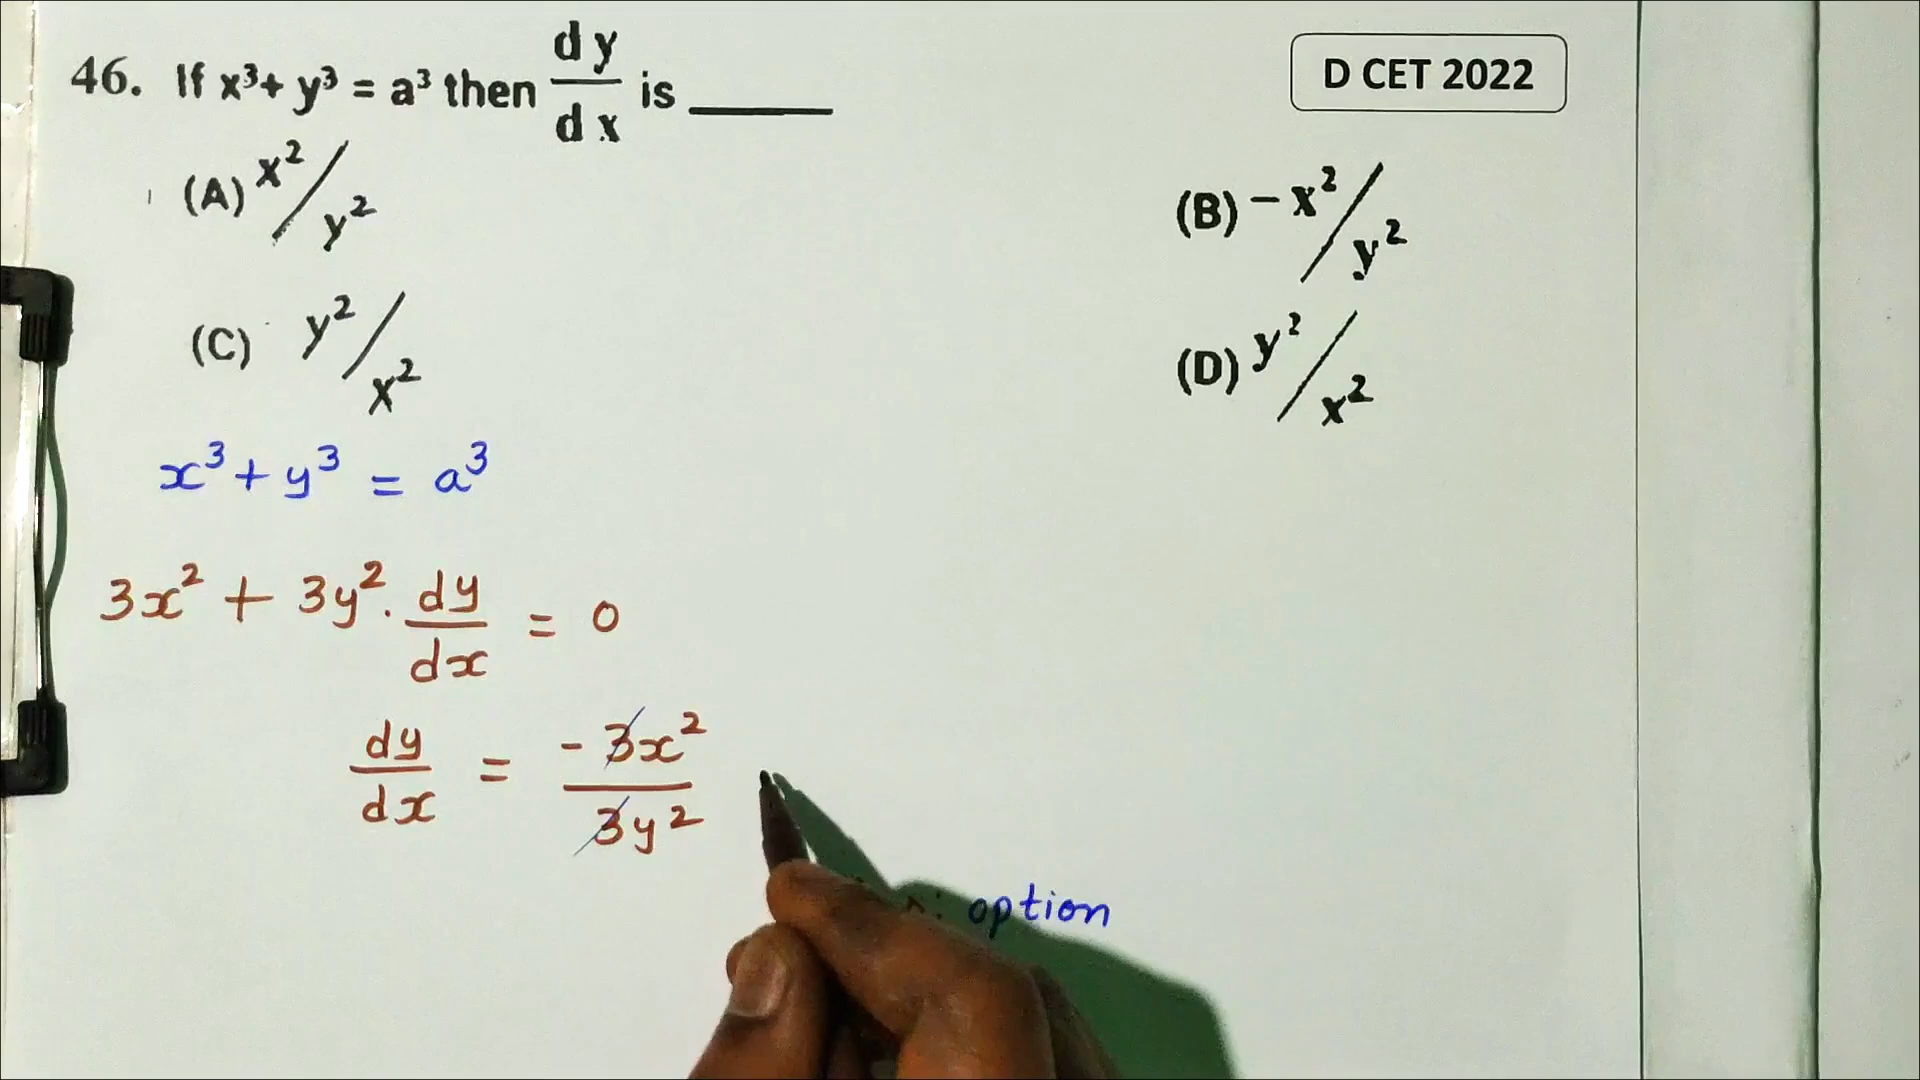 46. If x³+ y³ = a³ then dy/dx is ______
D CET 2022
(A) x²/y²
(B) -x²/y²
(C) y²/x²
(D) y²/x²
x³ + y³ = a³
3x² + 3y². dy/dx = 0
dy/dx = -3x²/3y²
option